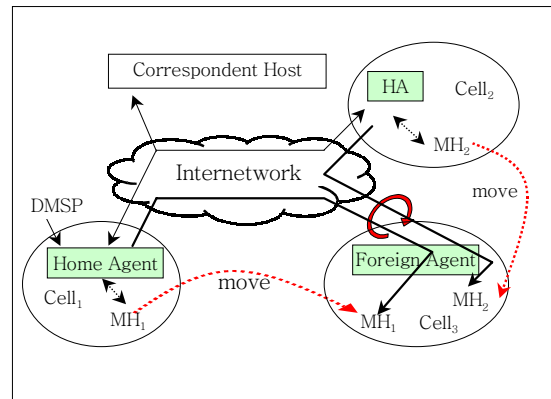 Correspondent Host
HA
Cell2
MH2
Internetwork
move
DMSP
Home Agent
Foreign Agent
Cell1
move
MH2
MH1
MH1
Cell3